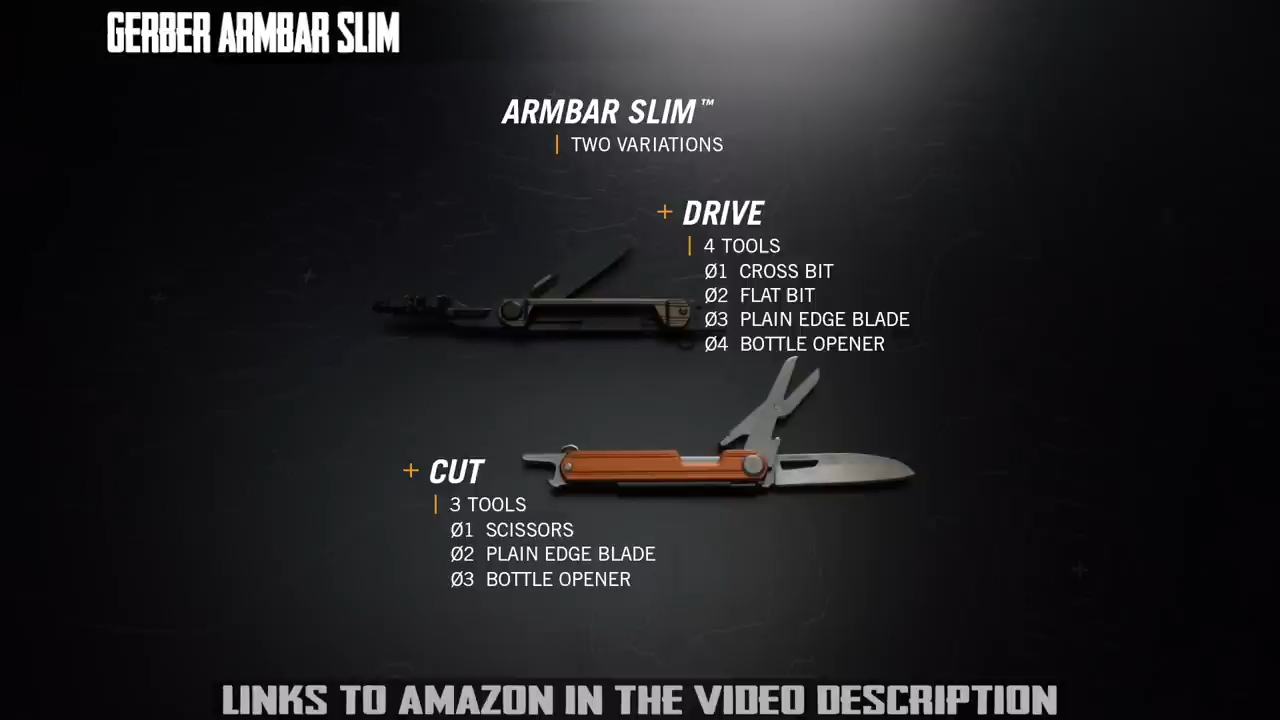 GERBER ARMBAR SLIM
ARMBAR SLIM™
TWO VARIATIONS
+ DRIVE
4 TOOLS
Ø1 CROSS BIT
Ø2 FLAT BIT
Ø3 PLAIN EDGE BLADE
Ø4 BOTTLE OPENER
+ CUT
3 TOOLS
Ø1 SCISSORS
Ø2 PLAIN EDGE BLADE
Ø3 BOTTLE OPENER
LINKS TO AMAZON IN THE VIDEO DESCRIPTION